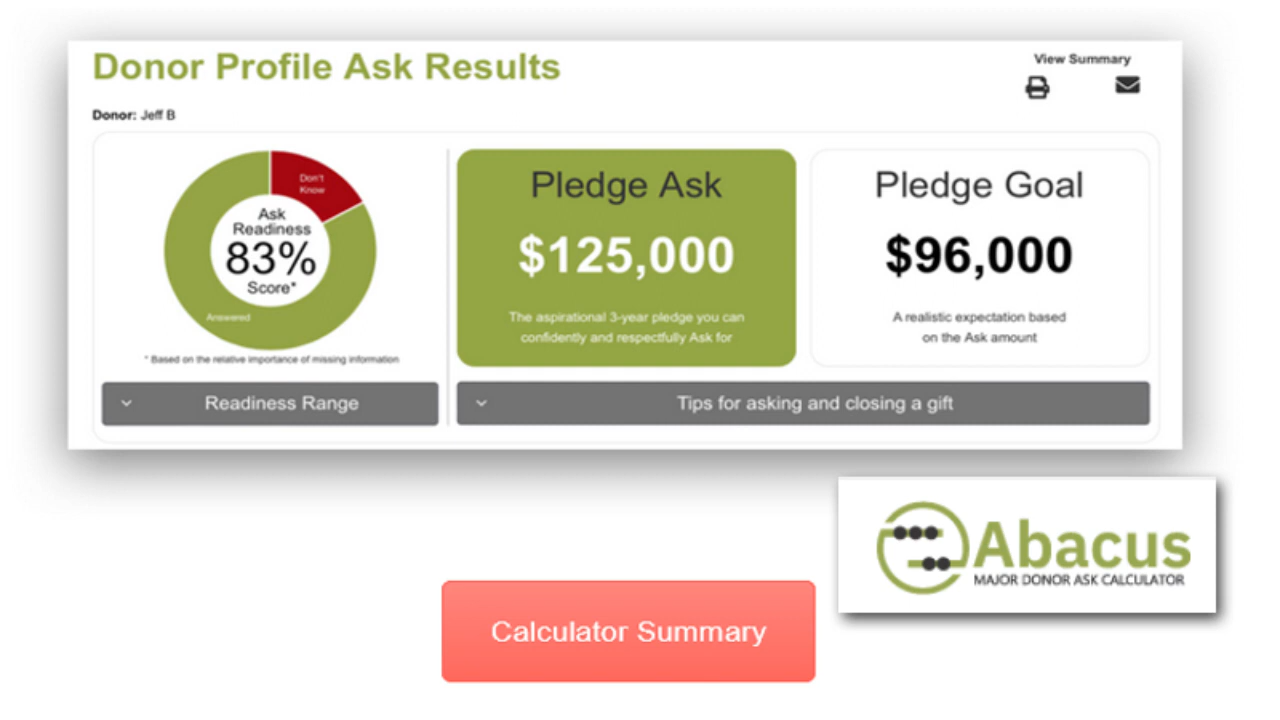 Donor Profile Ask Results
View Summary
Donor: Jeff B
Don't
Know
Ask
Readiness
83%
Score*
Answered
* Based on the relative importance of missing information
Readiness Range
Pledge Ask
$125,000
The aspirational 3-year pledge you can
confidently and respectfully Ask for
Pledge Goal
$96,000
A realistic expectation based
on the Ask amount
Tips for asking and closing a gift
Abacus
MAJOR DONOR ASK CALCULATOR
Calculator Summary